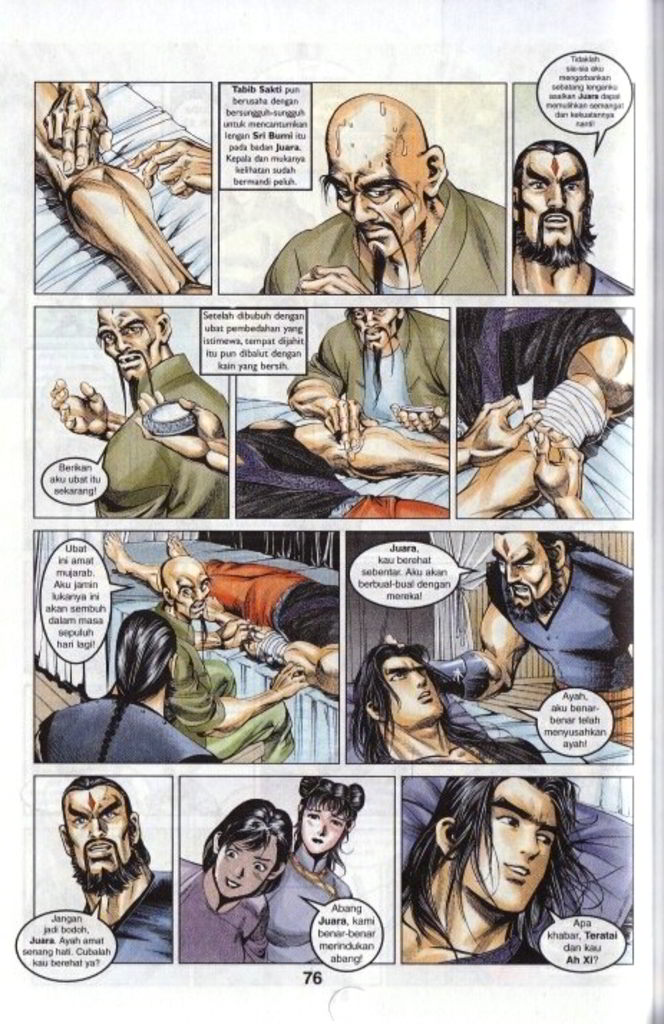 Tabib Sakti pun
berusaha dengan
bersungguh-sungguh
untuk mencantumkan
lengan Sri Bumi itu
pada badan Juara.
Kepala dan mukanya
kelihatan sudah
bermandi peluh.
Tidaklah
sia-sia aku
mengorbankan
sebatang lenganku
asalkan Juara dapat
memulihkan semangat
dan kekuatannya
nanti!
Berikan
aku ubat itu
sekarang!
Setelah dibubuh dengan
ubat pembedahan yang
istimewa, tempat dijahit
itu pun dibalut dengan
kain yang bersih.
Ubat
ini amat
mujarab.
Aku jamin
lukanya ini
akan sembuh
dalam masa
sepuluh
hari lagi!
Juara,
kau berehat
sebentar. Aku akan
berbual-bual dengan
mereka!
Ayah,
aku benar-
benar telah
menyusahkan
ayah!
Jangan
jadi bodoh,
Juara. Ayah amat
senang hati. Cubalah
kau berehat ya?
Abang
Juara, kami
benar-benar
merindukan
abang!
Apa
khabar, Teratai
dan kau
Ah Xi?
76